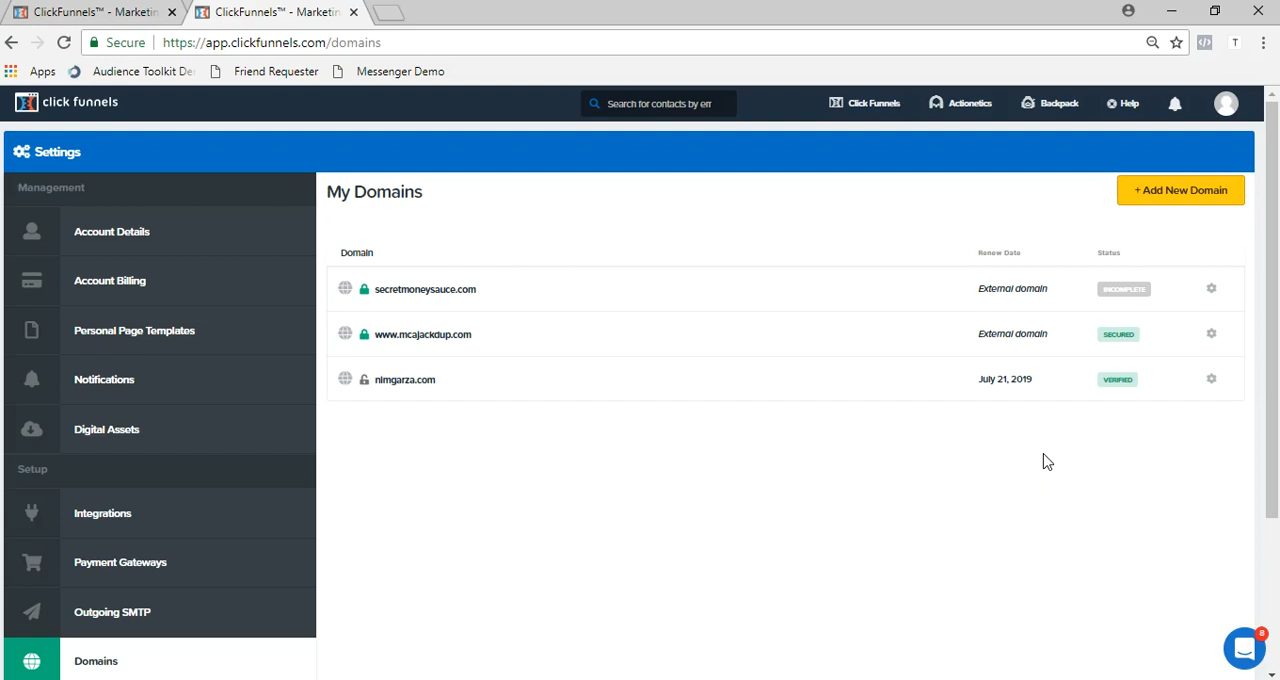 ClickFunnels™ - Marketin
ClickFunnels™ - Marketin
Secure
https://app.clickfunnels.com/domains
T
Apps
Audience Toolkit De
Friend Requester
Messenger Demo
click funnels
Search for contacts by em
Click Funnels
Actionetics
Backpack
Help
Settings
Management
Account Details
Account Billing
Personal Page Templates
Notifications
Digital Assets
Setup
Integrations
Payment Gateways
Outgoing SMTP
Domains
My Domains
+ Add New Domain
Domain Renew Date Status
secretmoneysauce.com External domain INCOMPLETE
www.mcajackdup.com External domain SECURED
nimgarza.com July 21, 2019 VERIFIED
8